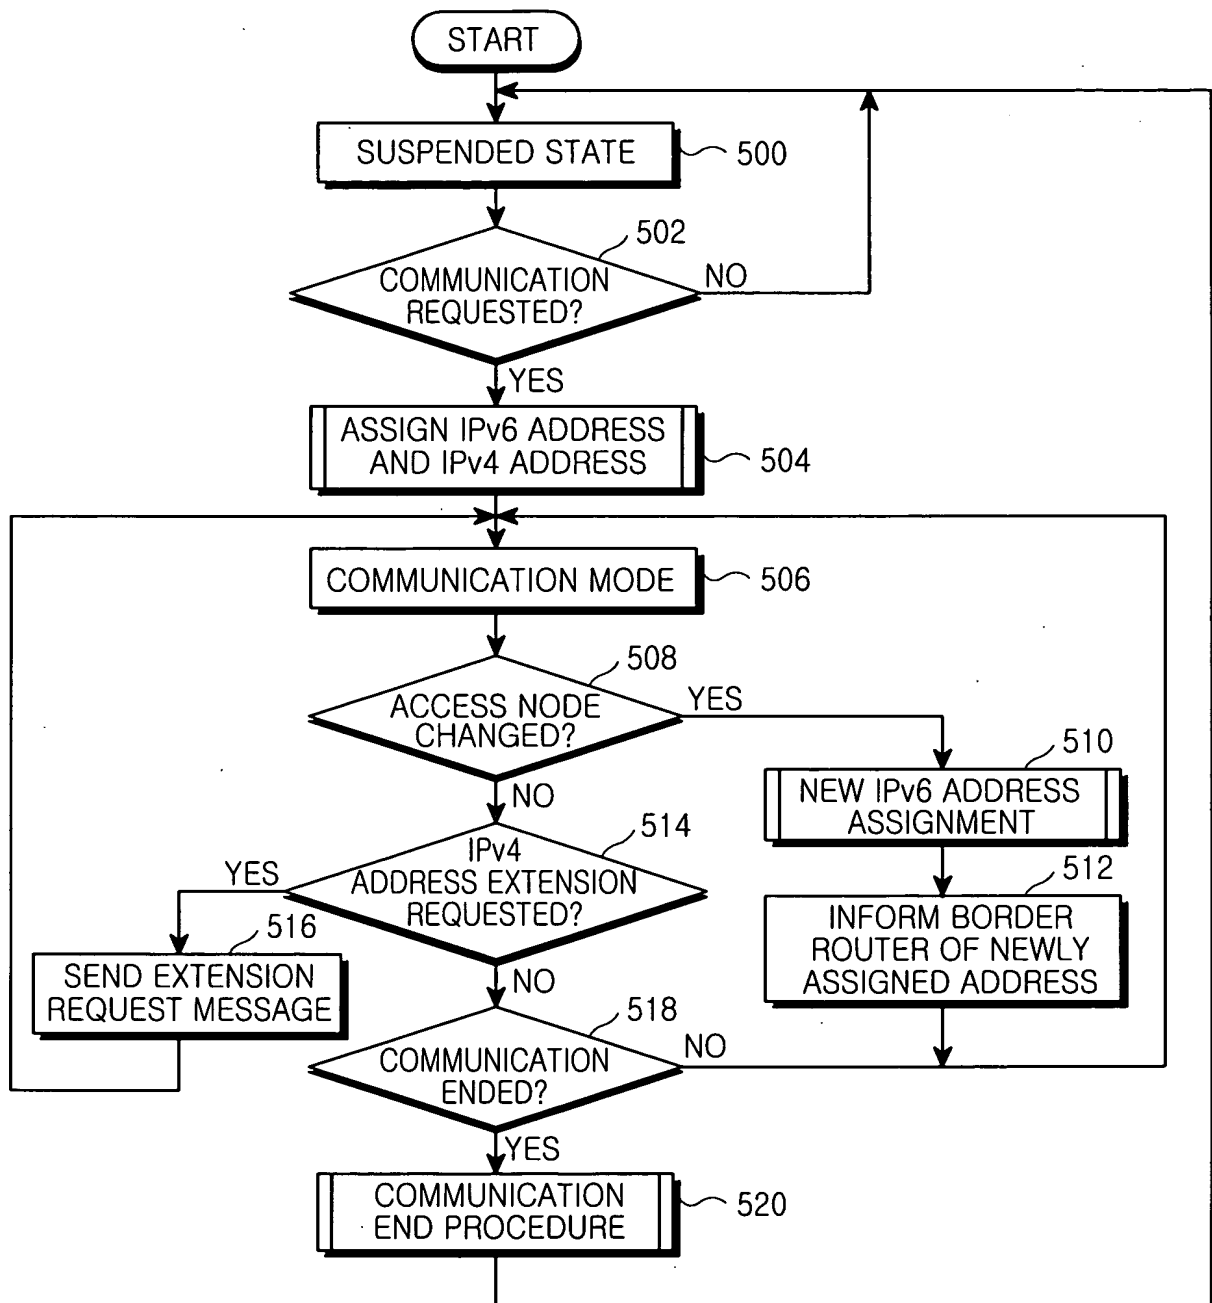 START
SUSPENDED STATE
500
502
COMMUNICATION
REQUESTED?
NO
YES
ASSIGN IPv6 ADDRESS
AND IPv4 ADDRESS
504
COMMUNICATION MODE
506
508
ACCESS NODE
CHANGED?
YES
NO
510
NEW IPv6 ADDRESS
ASSIGNMENT
512
INFORM BORDER
ROUTER OF NEWLY
ASSIGNED ADDRESS
514
IPv4
ADDRESS EXTENSION
REQUESTED?
YES
NO
516
SEND EXTENSION
REQUEST MESSAGE
518
COMMUNICATION
ENDED?
NO
YES
COMMUNICATION
END PROCEDURE
520